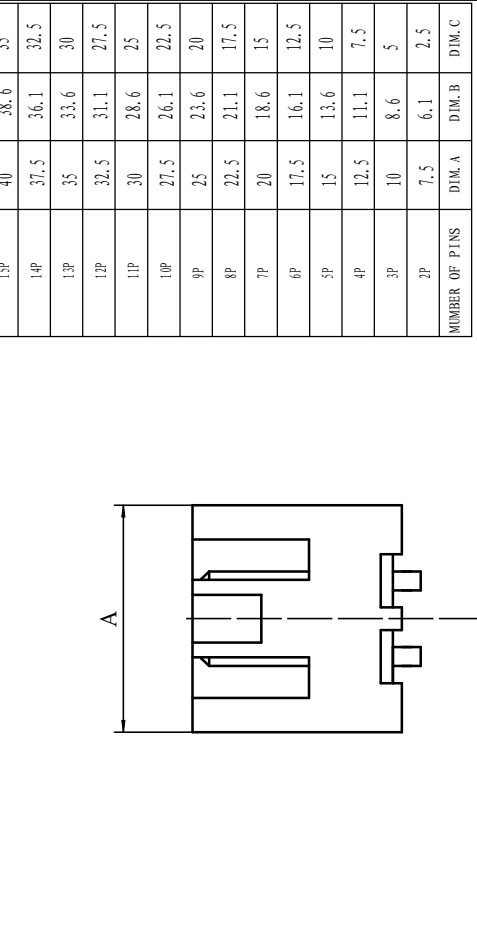 15P 40 38.6 35
14P 37.5 36.1 32.5
13P 35 33.6 30
12P 32.5 31.1 27.5
11P 30 28.6 25
10P 27.5 26.1 22.5
9P 25 23.6 20
8P 22.5 21.1 17.5
7P 20 18.6 15
6P 17.5 16.1 12.5
5P 15 13.6 10
4P 12.5 11.1 7.5
3P 10 8.6 5
2P 7.5 6.1 2.5
MUMBER OF PINS DIM. A DIM. B DIM. C
A